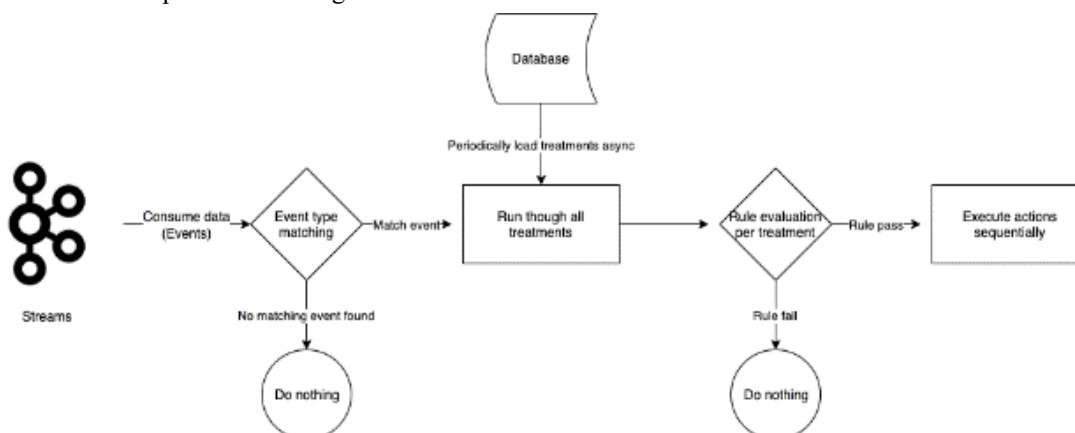 Database
Periodically load treatments async
Streams
Consume data
(Events)
Event type
matching
Match event
Run though all
treatments
Rule evaluation
per treatment
Rule pass
Execute actions
sequentially
No matching event found
Rule fail
Do nothing
Do nothing